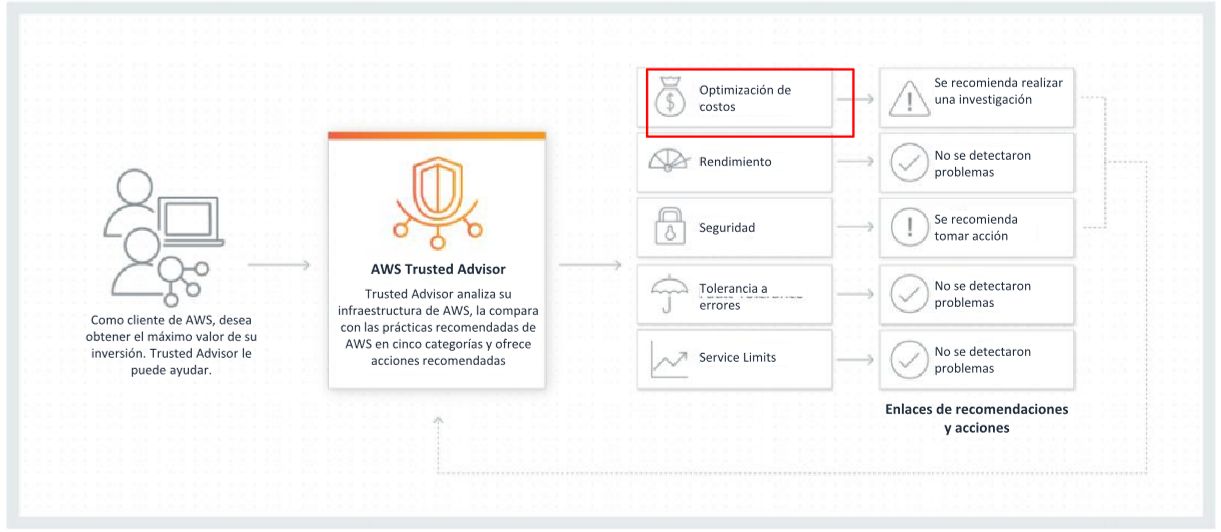 Como cliente de AWS, desea
obtener el máximo valor de su
inversión. Trusted Advisor le
puede ayudar.
AWS Trusted Advisor
Trusted Advisor analiza su
infraestructura de AWS, la compara
con las prácticas recomendadas de
AWS en cinco categorías y ofrece
acciones recomendadas
Optimización de
costos
Se recomienda realizar
una investigación
Rendimiento
No se detectaron
problemas
Seguridad
Se recomienda
tomar acción
Tolerancia a
errores
No se detectaron
problemas
Service Limits
No se detectaron
problemas
Enlaces de recomendaciones
y acciones